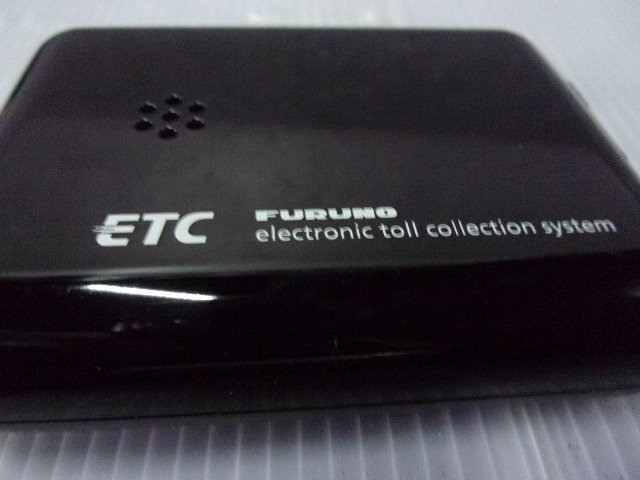 ETC
FURUNO
electronic toll collection system